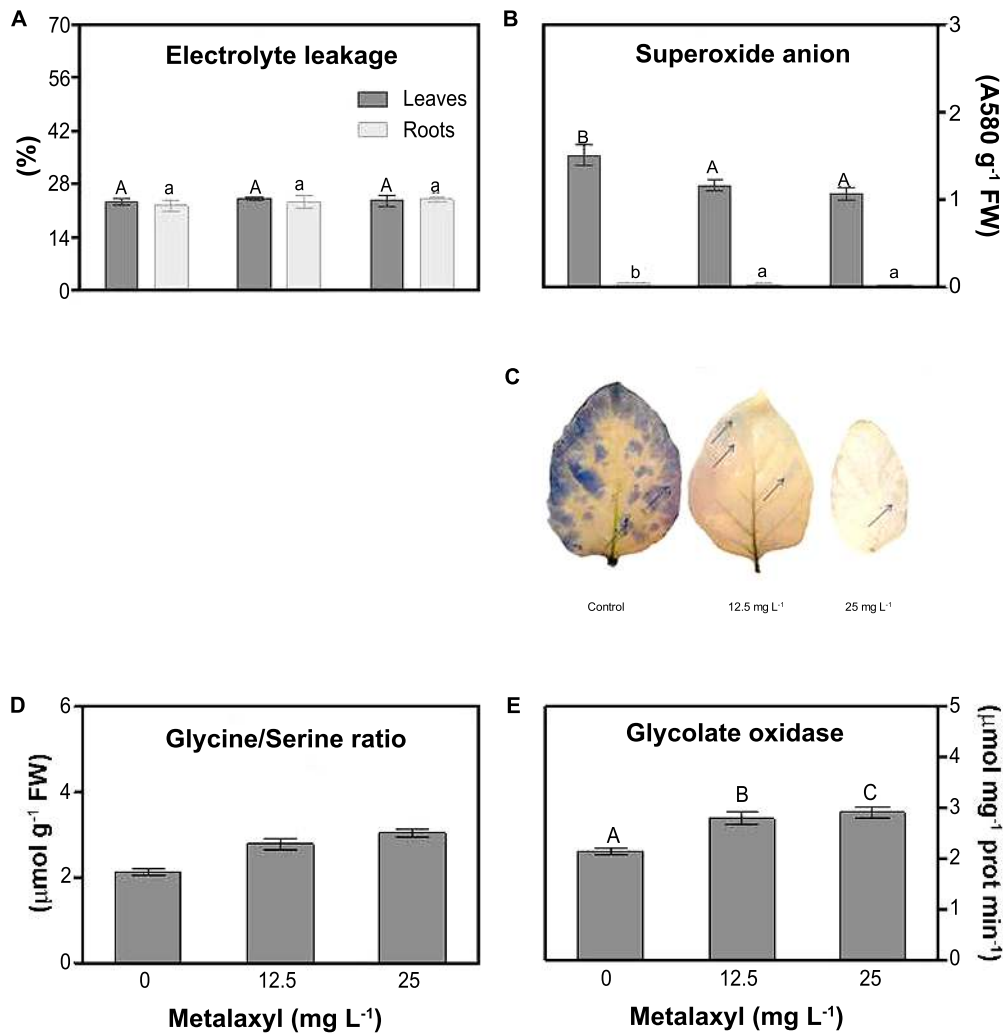 A
70
56
42
28
14
0
(%)
Electrolyte leakage
Leaves
Roots
A a A a A a
B
Superoxide anion
3
2
1
0
(A580 g⁻¹ FW)
B b A a A a
C
Control 12.5 mg L⁻¹ 25 mg L⁻¹
D
6
4
2
0
(μmol g⁻¹ FW)
Glycine/Serine ratio
0 12.5 25
Metalaxyl (mg L⁻¹)
E
Glycolate oxidase
5
4
3
2
1
0
(μmol mg⁻¹ prot min⁻¹)
A B C
0 12.5 25
Metalaxyl (mg L⁻¹)